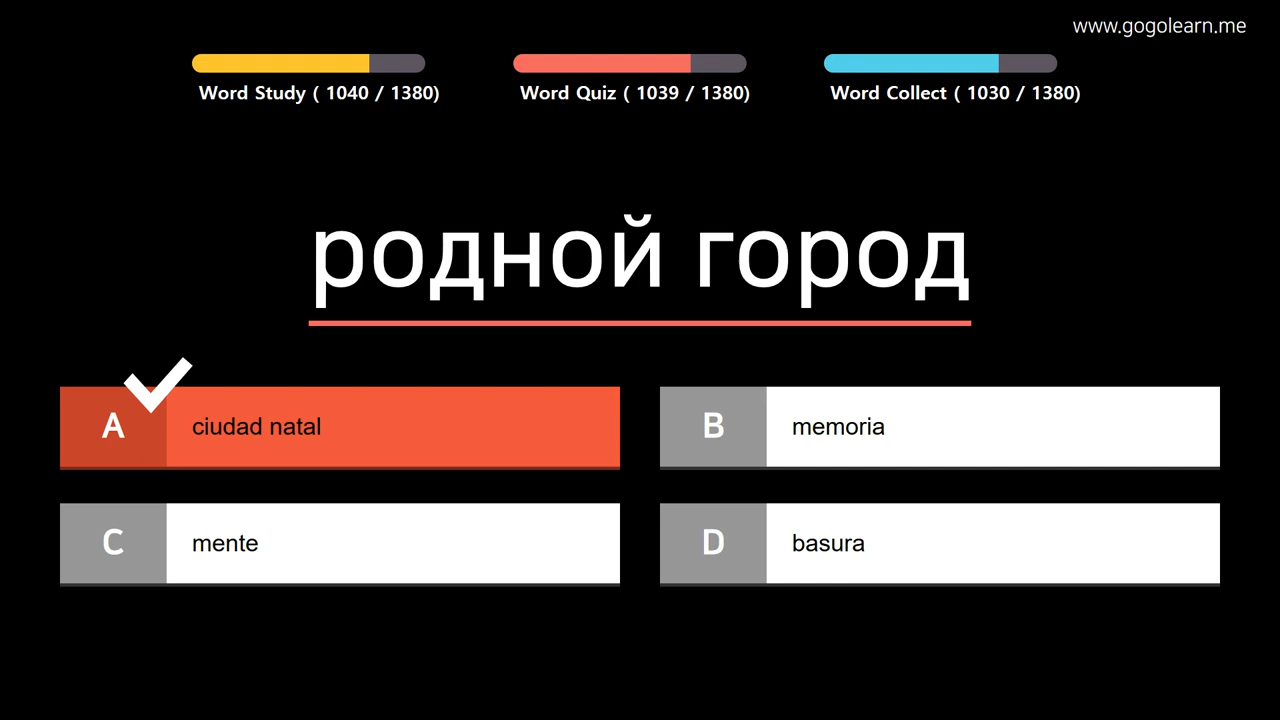 www.gogolearn.me
Word Study ( 1040 / 1380)
Word Quiz ( 1039 / 1380)
Word Collect ( 1030 / 1380)
родной город
A ciudad natal
B memoria
C mente
D basura